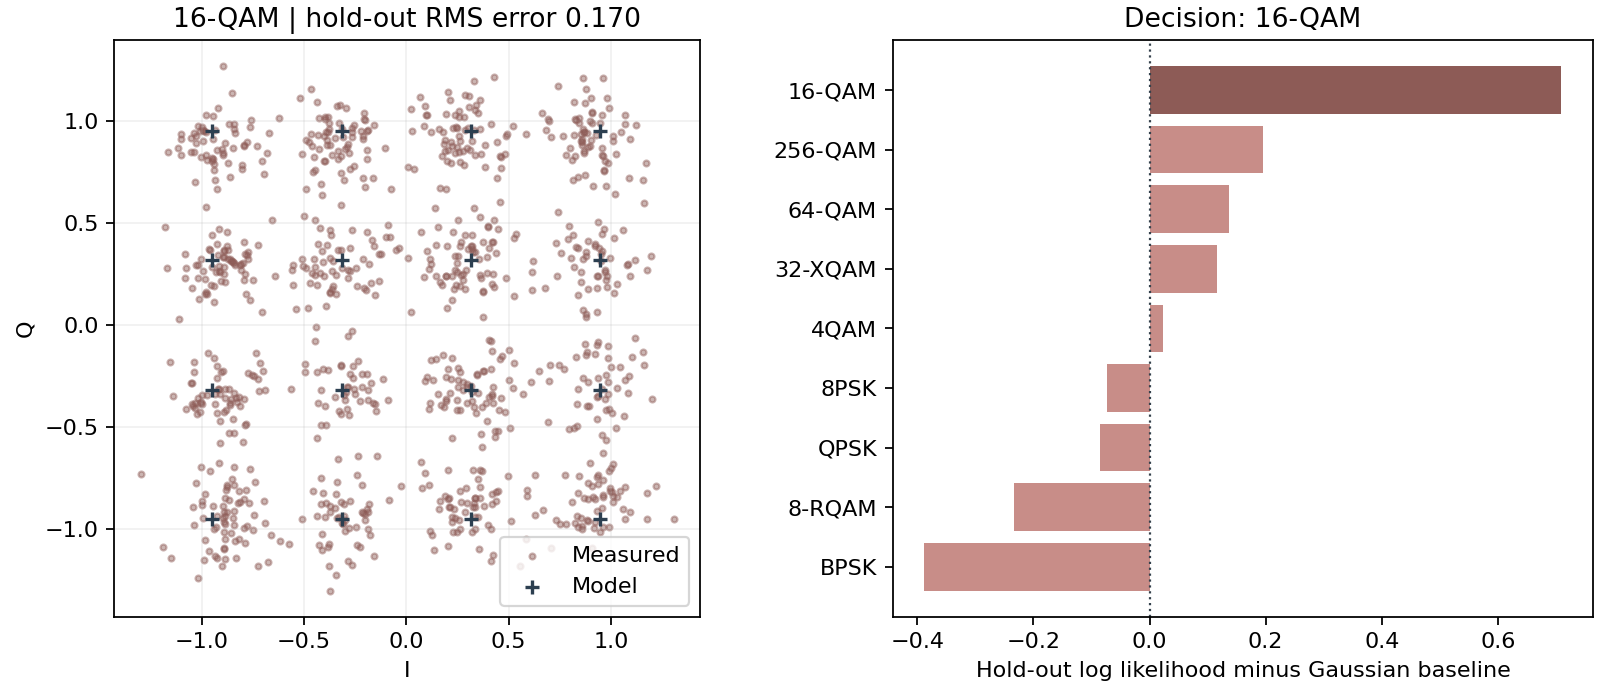 16-QAM | hold-out RMS error 0.170
1.0
0.5
0.0
−0.5
−1.0
Q
−1.0
−0.5
0.0
0.5
1.0
I
Measured
Model
Decision: 16-QAM
16-QAM
256-QAM
64-QAM
32-XQAM
4QAM
8PSK
QPSK
8-RQAM
BPSK
−0.4
−0.2
0.0
0.2
0.4
0.6
Hold-out log likelihood minus Gaussian baseline